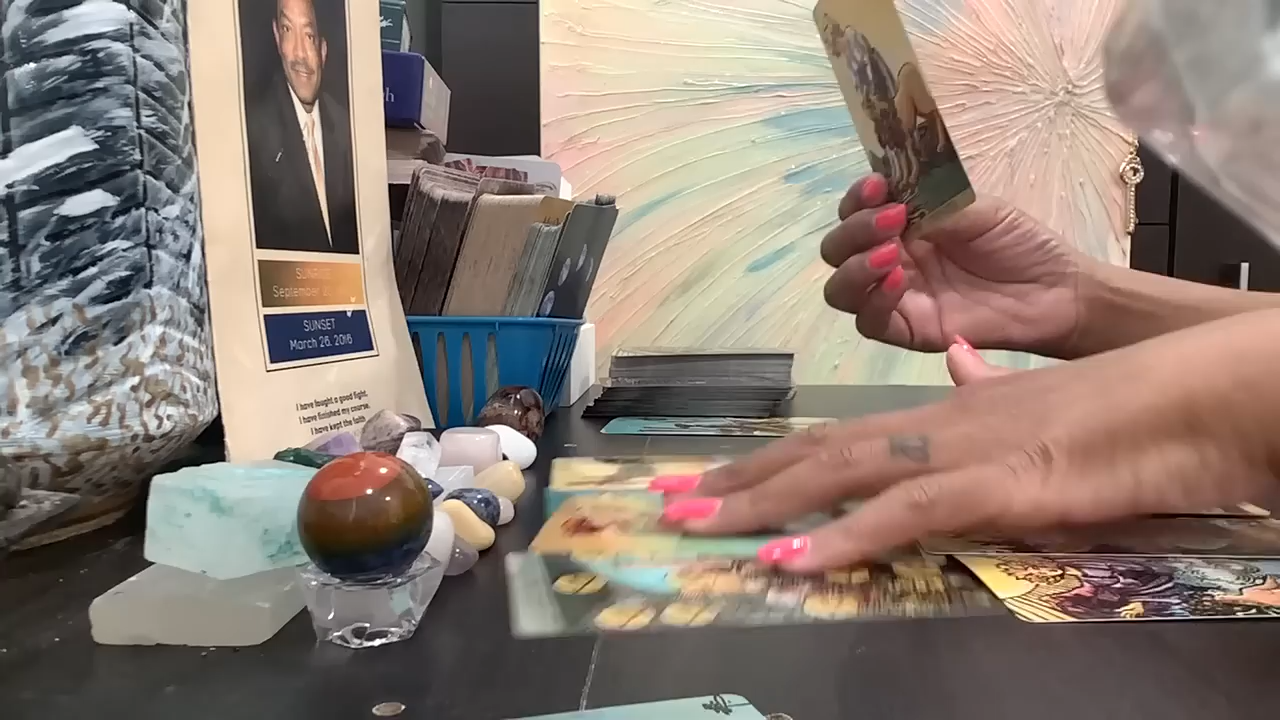 SUNRISE
September
SUNSET
March 26, 2016
I have fought a good fight,
I have finished my course,
I have kept the faith